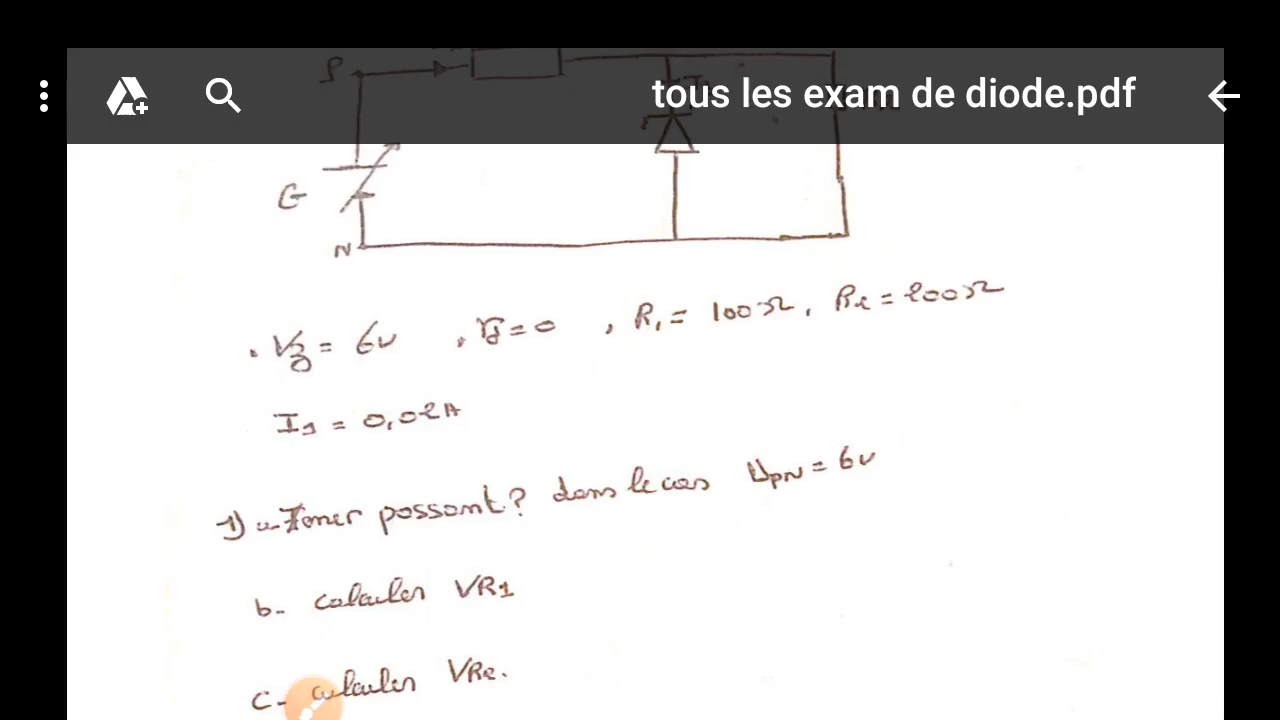 tous les exam de diode.pdf
P
G
N
. Vz = 6v , rz = 0 , R1 = 100Ω, R2 = 200Ω
I1 = 0,02A
1) a- Zener possant? dans le cas UPN = 6v
b- calculer VR1
c- calculer VR2.